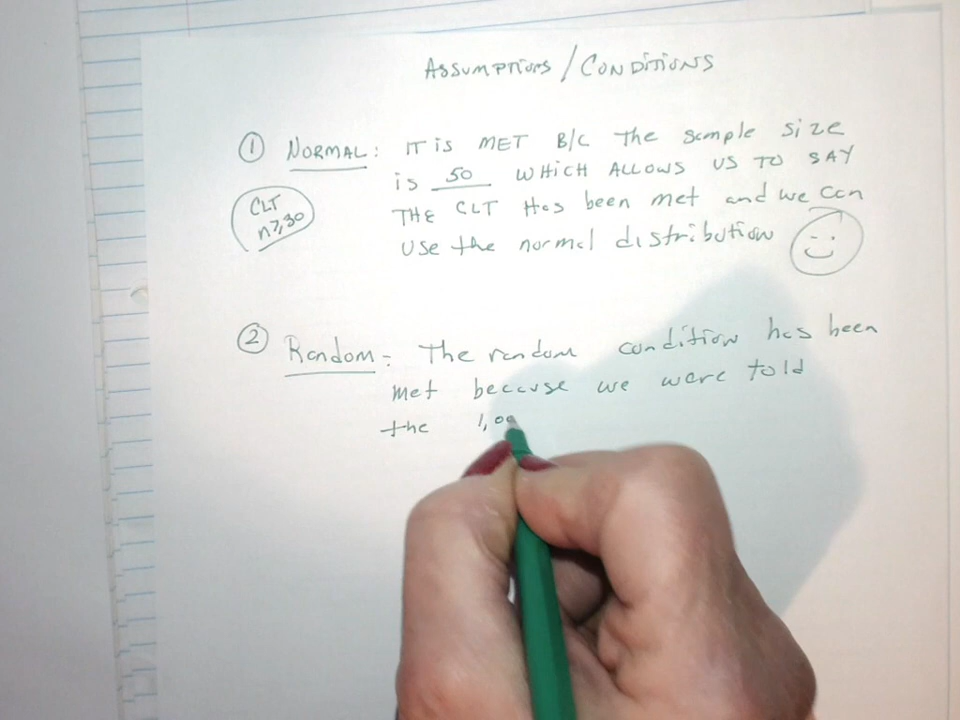 ASSUMPTIONS / CONDITIONS
① NORMAL: IT is MET B/C The sample size
is 50 WHICH ALLOWS US TO SAY
THE CLT Has been met and we can
use the normal distribution
CLT
n≥30
② Random: The random condition has been
met because we were told
the 1,00